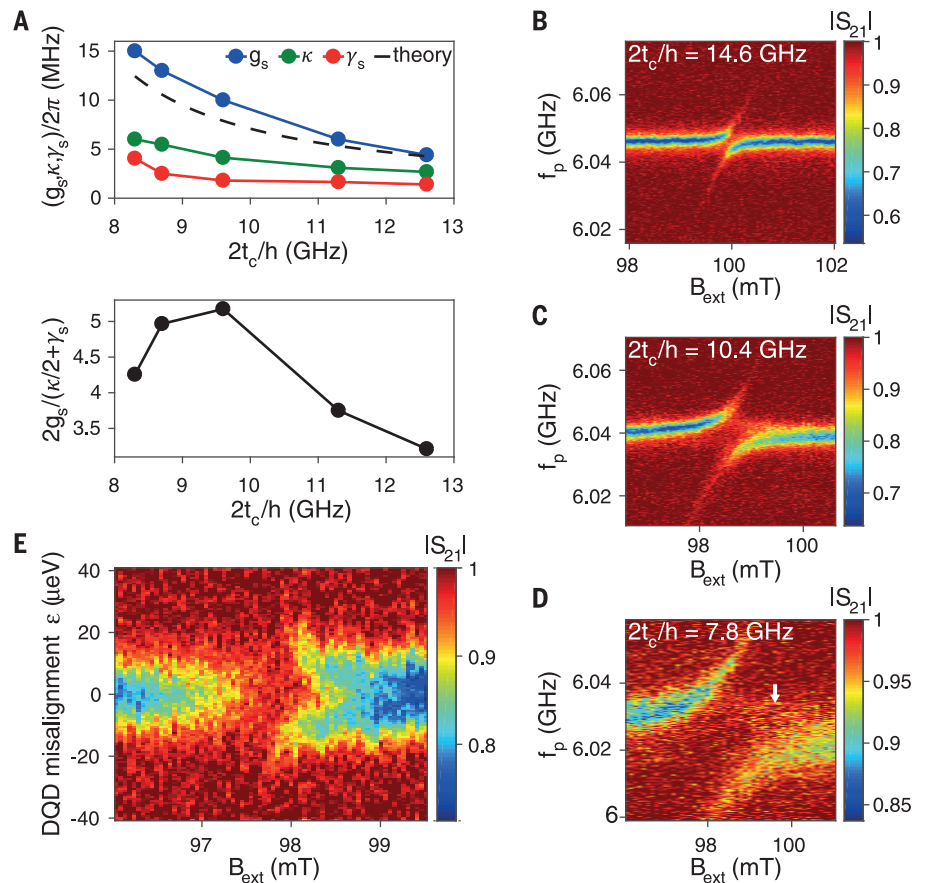 A
15
10
5
0
(gₛ,κ,γₛ)/2π (MHz)
gₛ κ γₛ theory
8 9 10 11 12 13
2t꜀/h (GHz)
5
4.5
4
3.5
2gₛ/(κ/2+γₛ)
8 9 10 11 12 13
2t꜀/h (GHz)
B
|S₂₁|
2t꜀/h = 14.6 GHz
6.06
6.04
6.02
fₚ (GHz)
98 100 102
Bₑₓₜ (mT)
1
0.9
0.8
0.7
0.6
C
|S₂₁|
2t꜀/h = 10.4 GHz
6.06
6.04
6.02
fₚ (GHz)
98 100
Bₑₓₜ (mT)
1
0.9
0.8
0.7
D
|S₂₁|
2t꜀/h = 7.8 GHz
6.04
6.02
6
fₚ (GHz)
98 100
Bₑₓₜ (mT)
1
0.95
0.9
0.85
E
|S₂₁|
40
20
0
-20
-40
DQD misalignment ε (μeV)
97 98 99
Bₑₓₜ (mT)
1
0.9
0.8